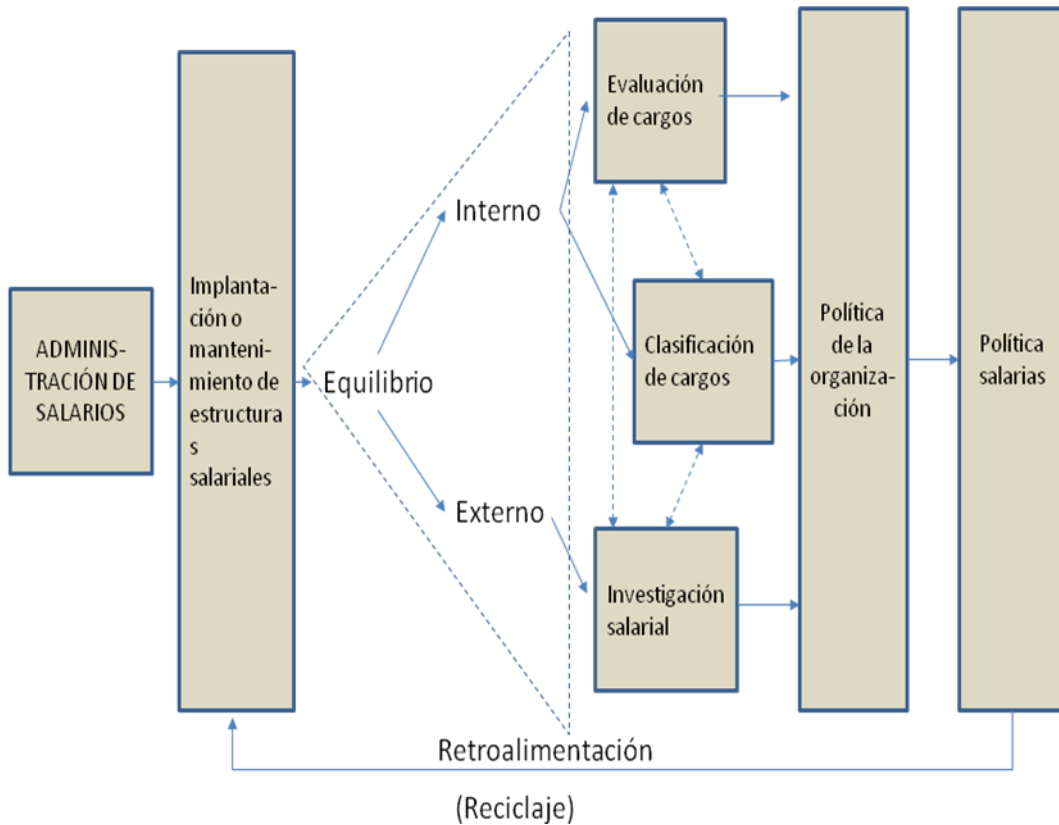 ADMINIS-
TRACIÓN DE
SALARIOS
Implanta-
ción o
manteni-
miento de
estructura
s
salariales
Equilibrio
Interno
Externo
Evaluación
de cargos
Clasificación
de cargos
Investigación
salarial
Política
de la
organiza-
ción
Política
salarias
Retroalimentación
(Reciclaje)